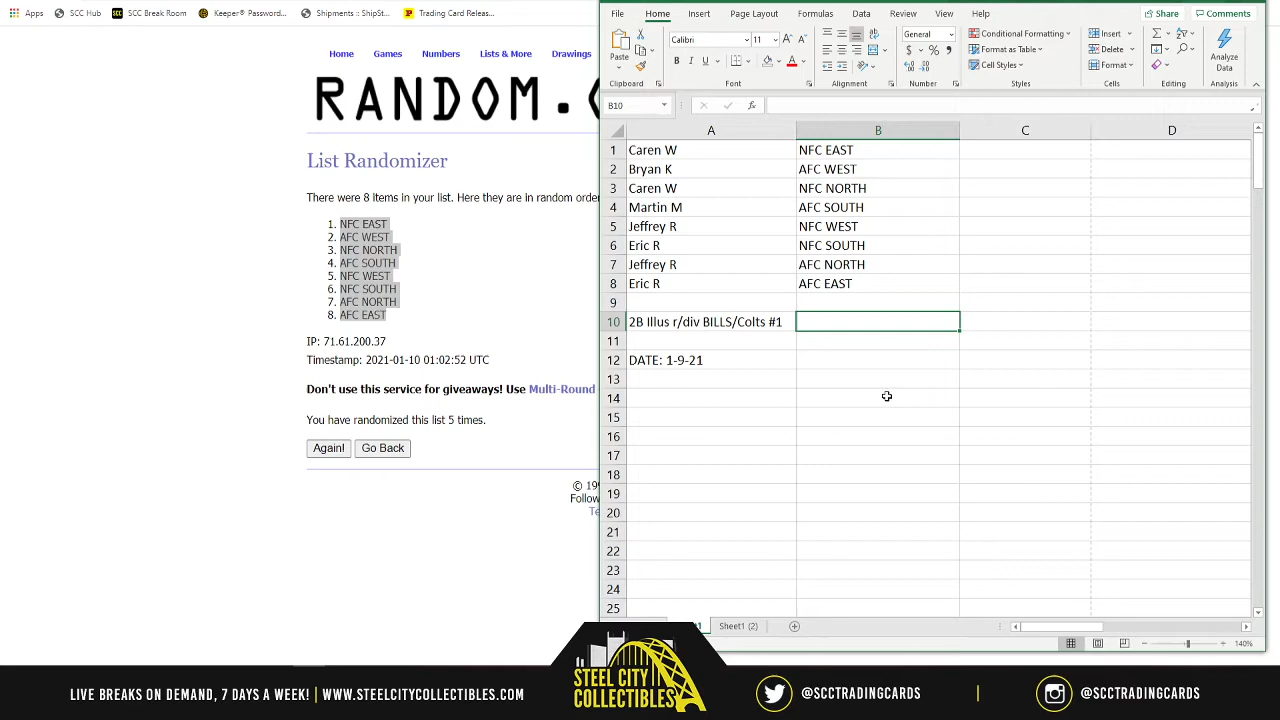 Apps SCC Hub SCC Break Room Keeper® Password... Shipments :: ShipSt... Trading Card Releas...
Home Games Numbers Lists & More Drawings
RANDOM.
List Randomizer
There were 8 items in your list. Here they are in random orde
1. NFC EAST
2. AFC WEST
3. NFC NORTH
4. AFC SOUTH
5. NFC WEST
6. NFC SOUTH
7. AFC NORTH
8. AFC EAST
IP: 71.61.200.37
Timestamp: 2021-01-10 01:02:52 UTC
Don't use this service for giveaways! Use Multi-Round
You have randomized this list 5 times.
Again! Go Back
© 19
Follow
Te
File Home Insert Page Layout Formulas Data Review View Help Share Comments
Paste Calibri 11 General Conditional Formatting Insert Analyze
B I U $ % Format as Table Delete Data
Cell Styles Format
Clipboard Font Alignment Number Styles Cells Editing Analysis
B10 fx
A B C D
1 Caren W NFC EAST
2 Bryan K AFC WEST
3 Caren W NFC NORTH
4 Martin M AFC SOUTH
5 Jeffrey R NFC WEST
6 Eric R NFC SOUTH
7 Jeffrey R AFC NORTH
8 Eric R AFC EAST
9
10 2B Illus r/div BILLS/Colts #1
11
12 DATE: 1-9-21
13
14
15
16
17
18
19
20
21
22
23
24
25
Sheet1 (2)
140%
STEEL CITY
COLLECTIBLES
LIVE BREAKS ON DEMAND, 7 DAYS A WEEK! | WWW.STEELCITYCOLLECTIBLES.COM
@SCCTRADINGCARDS | @SCCTRADINGCARDS